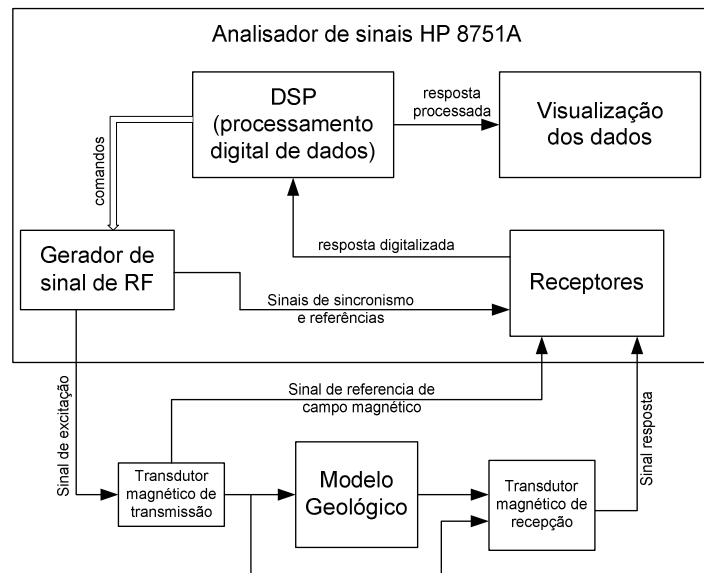 Analisador de sinais HP 8751A
DSP
(processamento
digital de dados)
resposta
processada
Visualização
dos dados
comandos
Gerador de
sinal de RF
resposta digitalizada
Receptores
Sinais de sincronismo
e referências
Sinal de excitação
Sinal de referencia de
campo magnético
Sinal resposta
Transdutor
magnético de
transmissão
Modelo
Geológico
Transdutor
magnético
de recepção